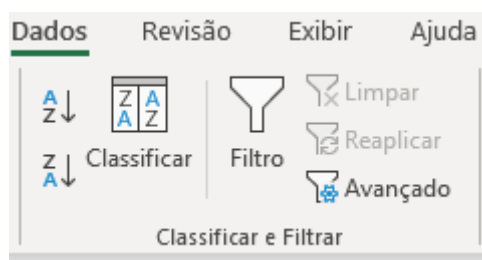 Dados Revisão Exibir Ajuda
A Z
Z A
Z A A Z
Classificar
Filtro
Limpar
Reaplicar
Avançado
Classificar e Filtrar